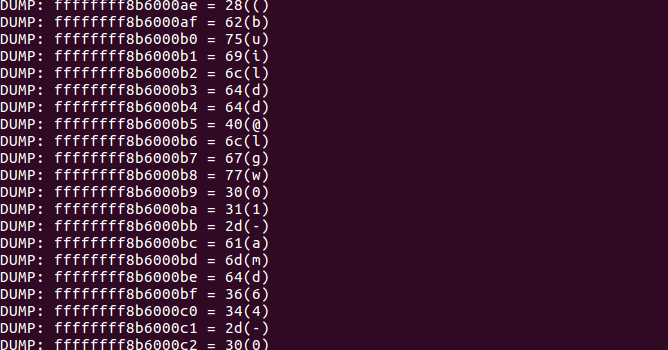 DUMP: ffffffff8b6000ae = 28(()
DUMP: ffffffff8b6000af = 62(b)
DUMP: ffffffff8b6000b0 = 75(u)
DUMP: ffffffff8b6000b1 = 69(i)
DUMP: ffffffff8b6000b2 = 6c(l)
DUMP: ffffffff8b6000b3 = 64(d)
DUMP: ffffffff8b6000b4 = 64(d)
DUMP: ffffffff8b6000b5 = 40(@)
DUMP: ffffffff8b6000b6 = 6c(l)
DUMP: ffffffff8b6000b7 = 67(g)
DUMP: ffffffff8b6000b8 = 77(w)
DUMP: ffffffff8b6000b9 = 30(0)
DUMP: ffffffff8b6000ba = 31(1)
DUMP: ffffffff8b6000bb = 2d(-)
DUMP: ffffffff8b6000bc = 61(a)
DUMP: ffffffff8b6000bd = 6d(m)
DUMP: ffffffff8b6000be = 64(d)
DUMP: ffffffff8b6000bf = 36(6)
DUMP: ffffffff8b6000c0 = 34(4)
DUMP: ffffffff8b6000c1 = 2d(-)
DUMP: ffffffff8b6000c2 = 30(0)